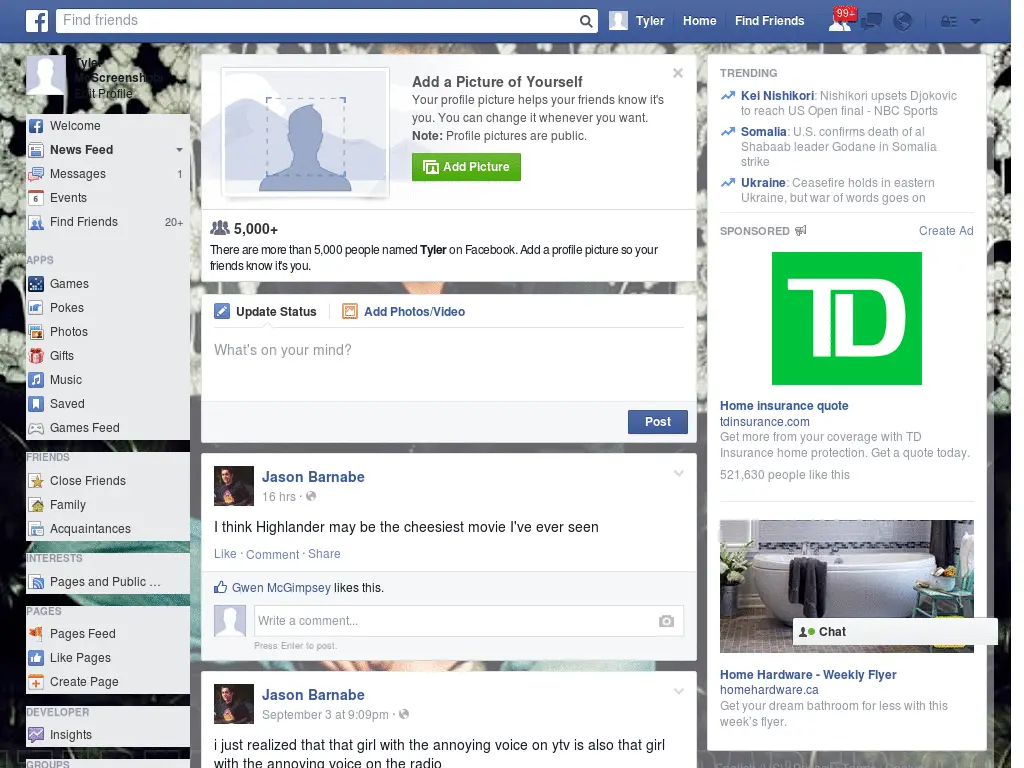 Find friends
Tyler
Home
Find Friends
99+
Tyler
McScreenshots
Edit Profile
Welcome
News Feed
Messages 1
Events
Find Friends 20+
APPS
Games
Pokes
Photos
Gifts
Music
Saved
Games Feed
FRIENDS
Close Friends
Family
Acquaintances
INTERESTS
Pages and Public ...
PAGES
Pages Feed
Like Pages
Create Page
DEVELOPER
Insights
GROUPS
Add a Picture of Yourself
Your profile picture helps your friends know it's
you. You can change it whenever you want.
Note: Profile pictures are public.
Add Picture
5,000+
There are more than 5,000 people named Tyler on Facebook. Add a profile picture so your
friends know it's you.
Update Status
Add Photos/Video
What's on your mind?
Post
Jason Barnabe
16 hrs ·
I think Highlander may be the cheesiest movie I've ever seen
Like · Comment · Share
Gwen McGimpsey likes this.
Write a comment...
Press Enter to post.
Jason Barnabe
September 3 at 9:09pm ·
i just realized that that girl with the annoying voice on ytv is also that girl
with the annoying voice on the radio
TRENDING
Kei Nishikori: Nishikori upsets Djokovic
to reach US Open final - NBC Sports
Somalia: U.S. confirms death of al
Shabaab leader Godane in Somalia
strike
Ukraine: Ceasefire holds in eastern
Ukraine, but war of words goes on
SPONSORED
Create Ad
TD
Home insurance quote
tdinsurance.com
Get more from your coverage with TD
Insurance home protection. Get a quote today.
521,630 people like this
Chat
Home Hardware - Weekly Flyer
homehardware.ca
Get your dream bathroom for less with this
week's flyer.